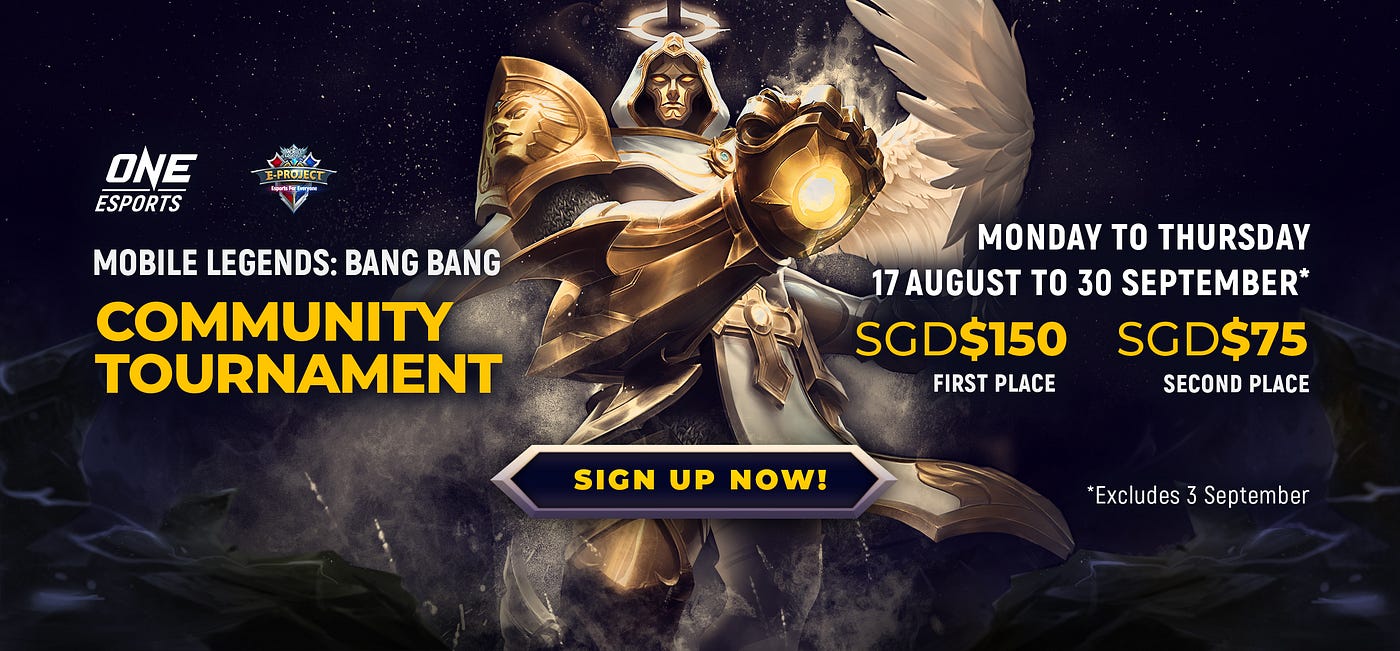 ONE
ESPORTS
E-PROJECT
Esports For Everyone
MOBILE LEGENDS: BANG BANG
COMMUNITY
TOURNAMENT
MONDAY TO THURSDAY
17 AUGUST TO 30 SEPTEMBER*
SGD$150 SGD$75
FIRST PLACE SECOND PLACE
SIGN UP NOW!
*Excludes 3 September